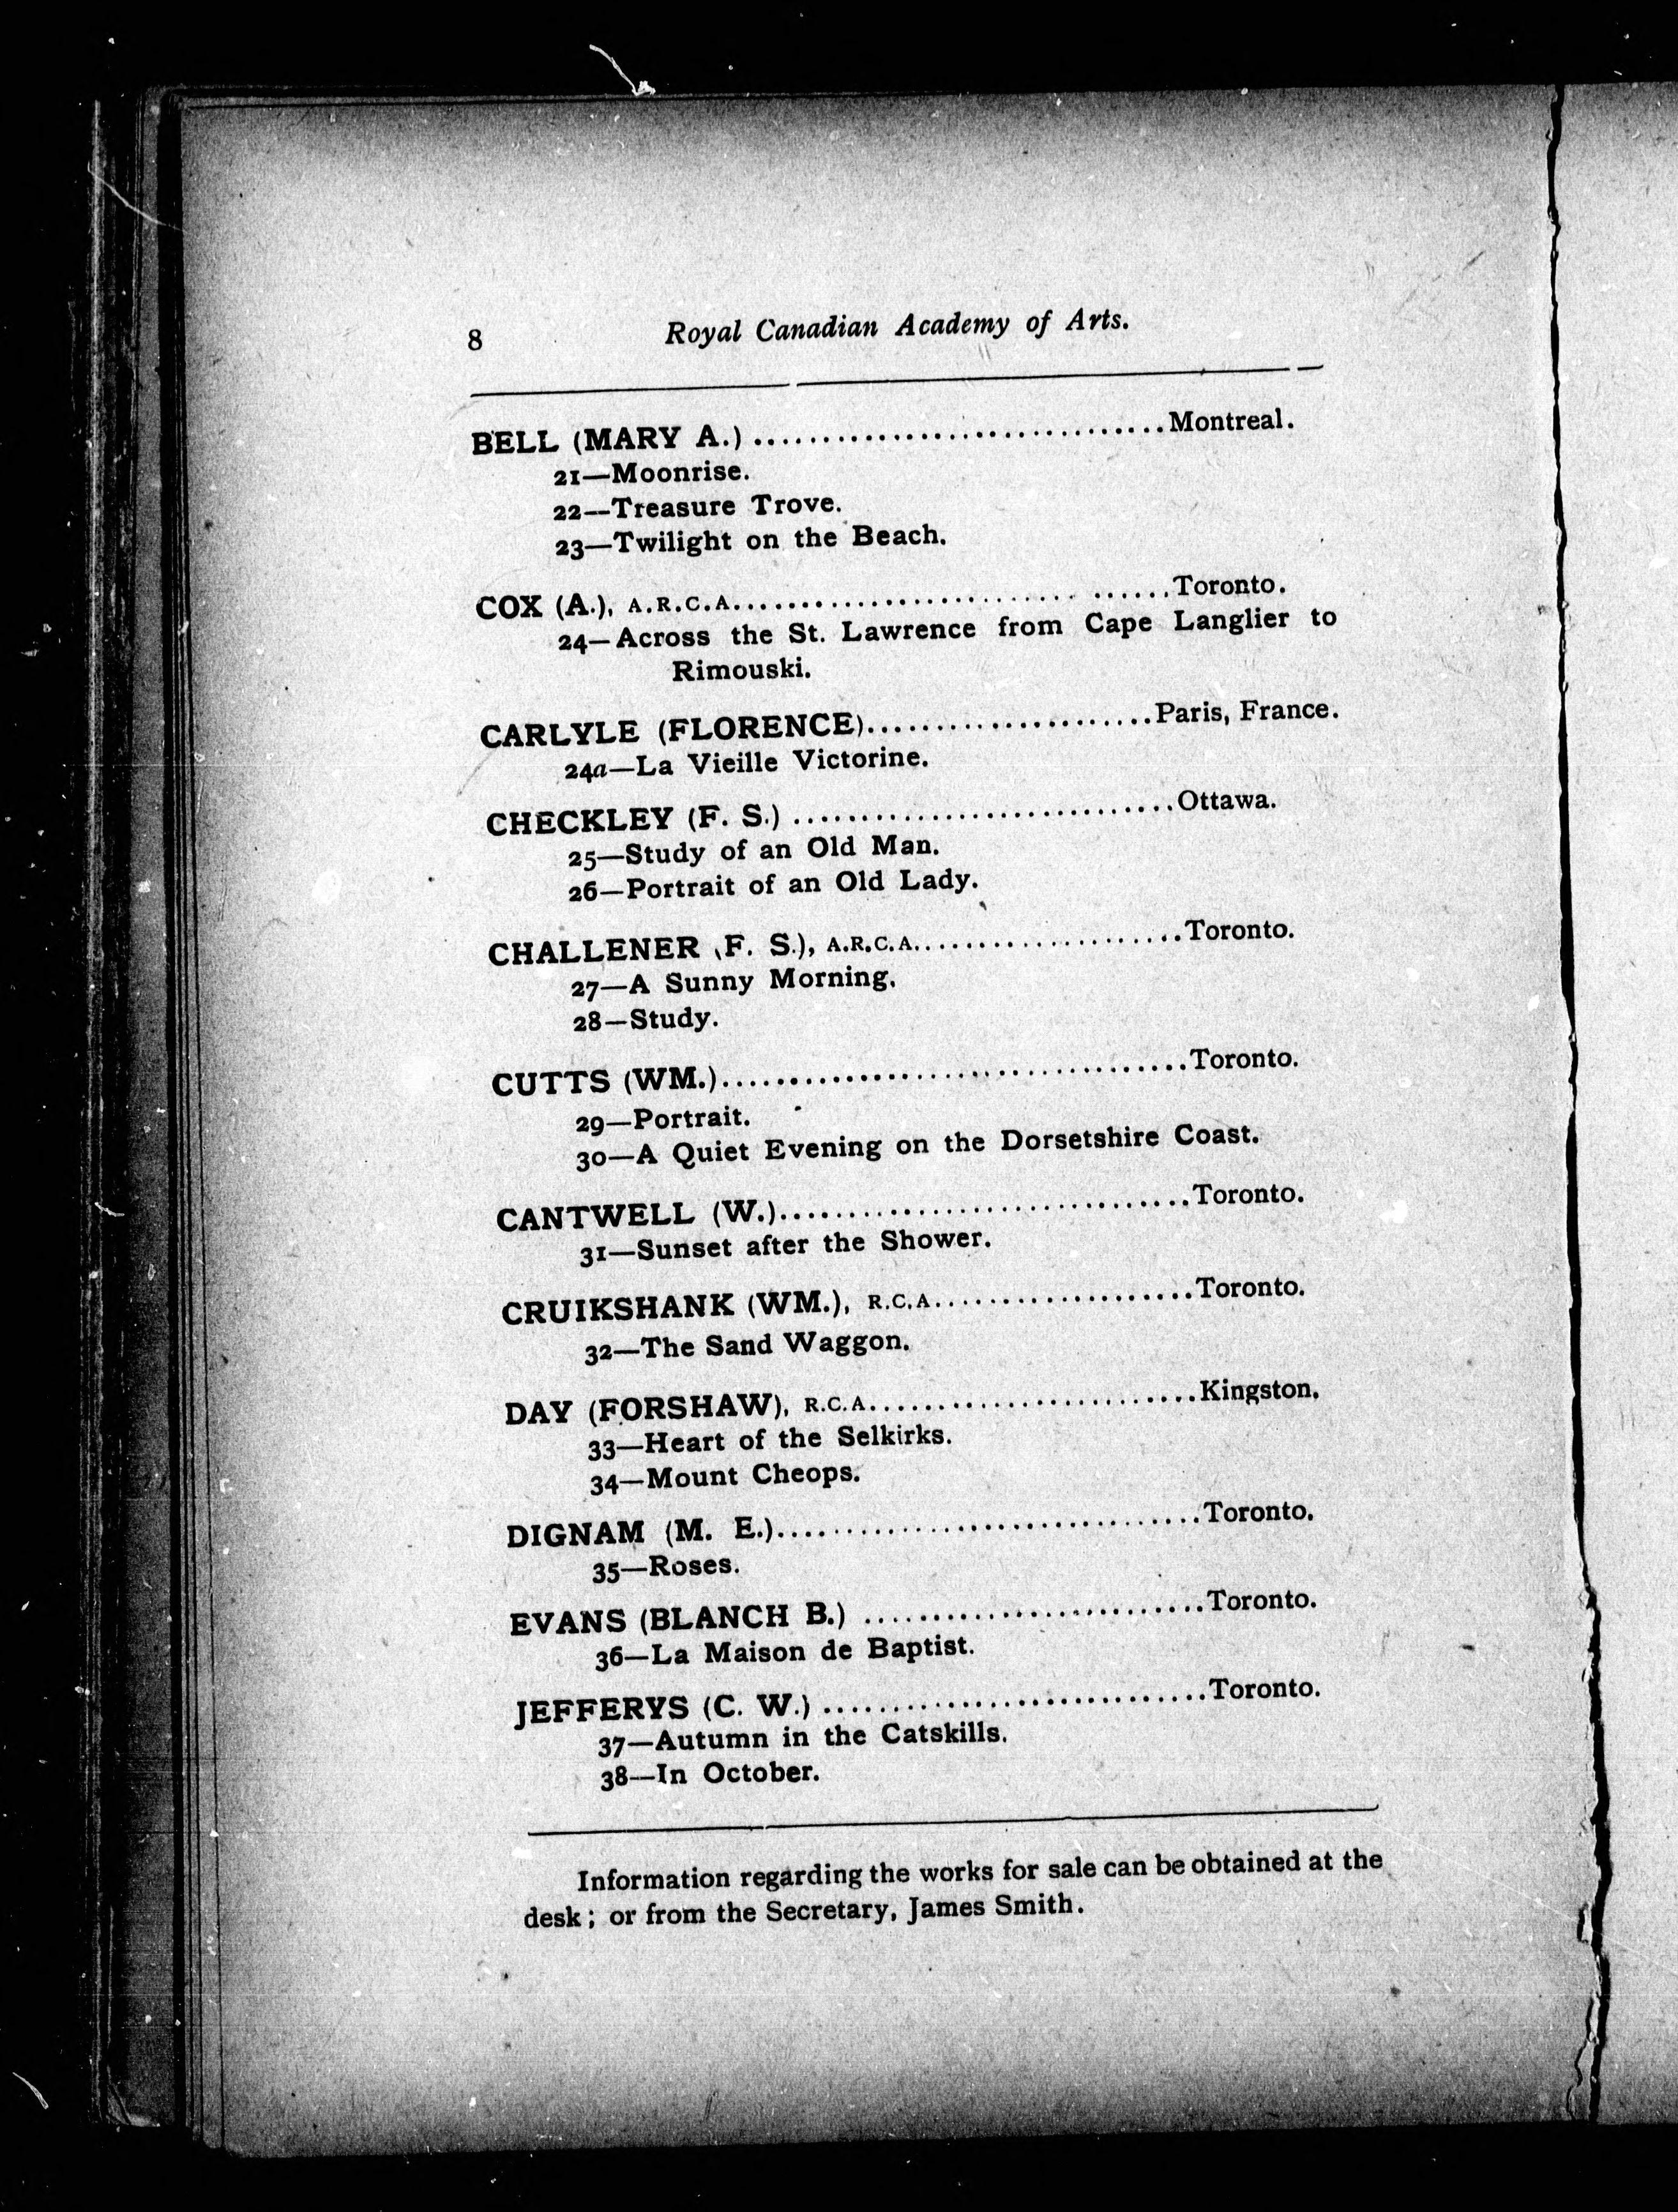 8 Royal Canadian Academy of Arts.
BELL (MARY A.) ..............................Montreal.
21—Moonrise.
22—Treasure Trove.
23—Twilight on the Beach.
COX (A.), A.R.C.A............................... ......Toronto.
24—Across the St. Lawrence from Cape Langlier to
Rimouski.
CARLYLE (FLORENCE).....................Paris, France.
24a—La Vieille Victorine.
CHECKLEY (F. S.) ............................Ottawa.
25—Study of an Old Man.
26—Portrait of an Old Lady.
CHALLENER (F. S.), A.R.C.A....................Toronto.
27—A Sunny Morning.
28—Study.
CUTTS (WM.)..................................Toronto.
29—Portrait.
30—A Quiet Evening on the Dorsetshire Coast.
CANTWELL (W.)..............................Toronto.
31—Sunset after the Shower.
CRUIKSHANK (WM.), R.C.A...................Toronto.
32—The Sand Waggon.
DAY (FORSHAW), R.C.A........................Kingston.
33—Heart of the Selkirks.
34—Mount Cheops.
DIGNAM (M. E.)...............................Toronto.
35—Roses.
EVANS (BLANCH B.) .........................Toronto.
36—La Maison de Baptist.
JEFFERYS (C. W.) ............................Toronto.
37—Autumn in the Catskills.
38—In October.
Information regarding the works for sale can be obtained at the
desk; or from the Secretary, James Smith.